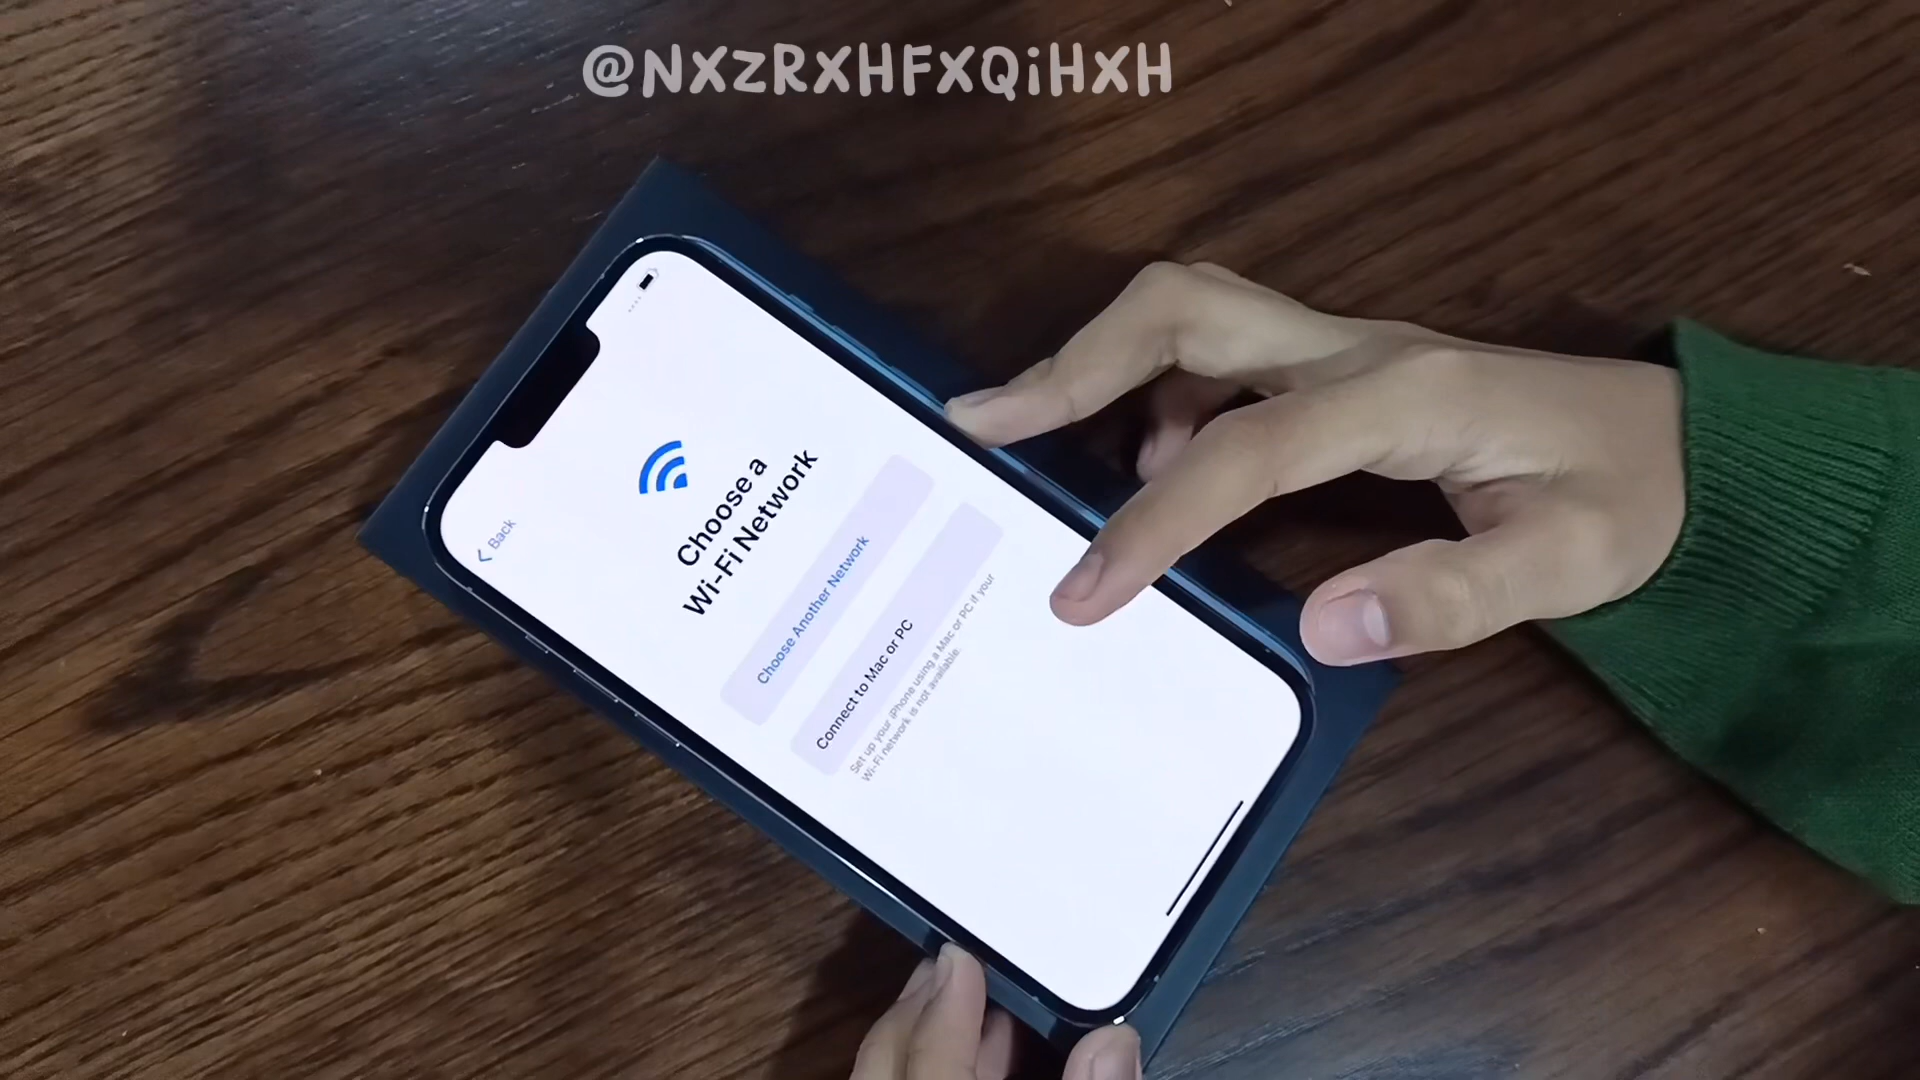 @NXZRXHFXQiHXH
Back
Choose a
Wi-Fi Network
Choose Another Network
Connect to Mac or PC
Set up your iPhone using a Mac or PC if your
Wi-Fi network is not available.